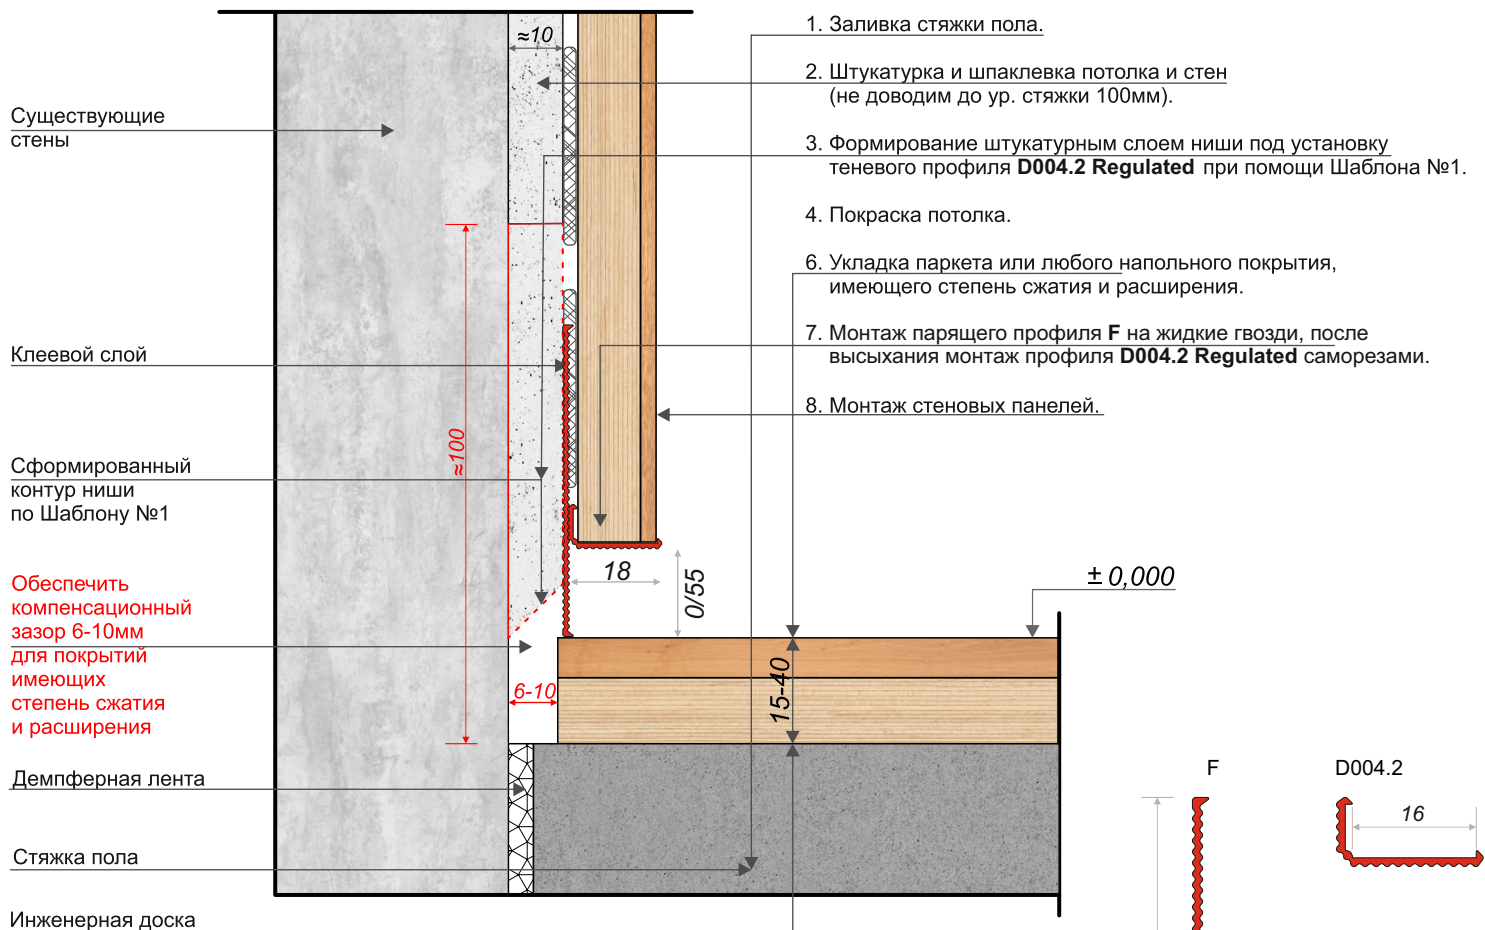 ≈10
1. Заливка стяжки пола.
2. Штукатурка и шпаклевка потолка и стен
(не доводим до ур. стяжки 100мм).
3. Формирование штукатурным слоем ниши под установку
теневого профиля D004.2 Regulated при помощи Шаблона №1.
4. Покраска потолка.
6. Укладка паркета или любого напольного покрытия,
имеющего степень сжатия и расширения.
7. Монтаж парящего профиля F на жидкие гвозди, после
высыхания монтаж профиля D004.2 Regulated саморезами.
8. Монтаж стеновых панелей.
Существующие
стены
Клеевой слой
≈100
Сформированный
контур ниши
по Шаблону №1
18
0/55
± 0,000
Обеспечить
компенсационный
зазор 6-10мм
для покрытий
имеющих
степень сжатия
и расширения
6-10
15-40
Демпферная лента
Стяжка пола
Инженерная доска
F
D004.2
16